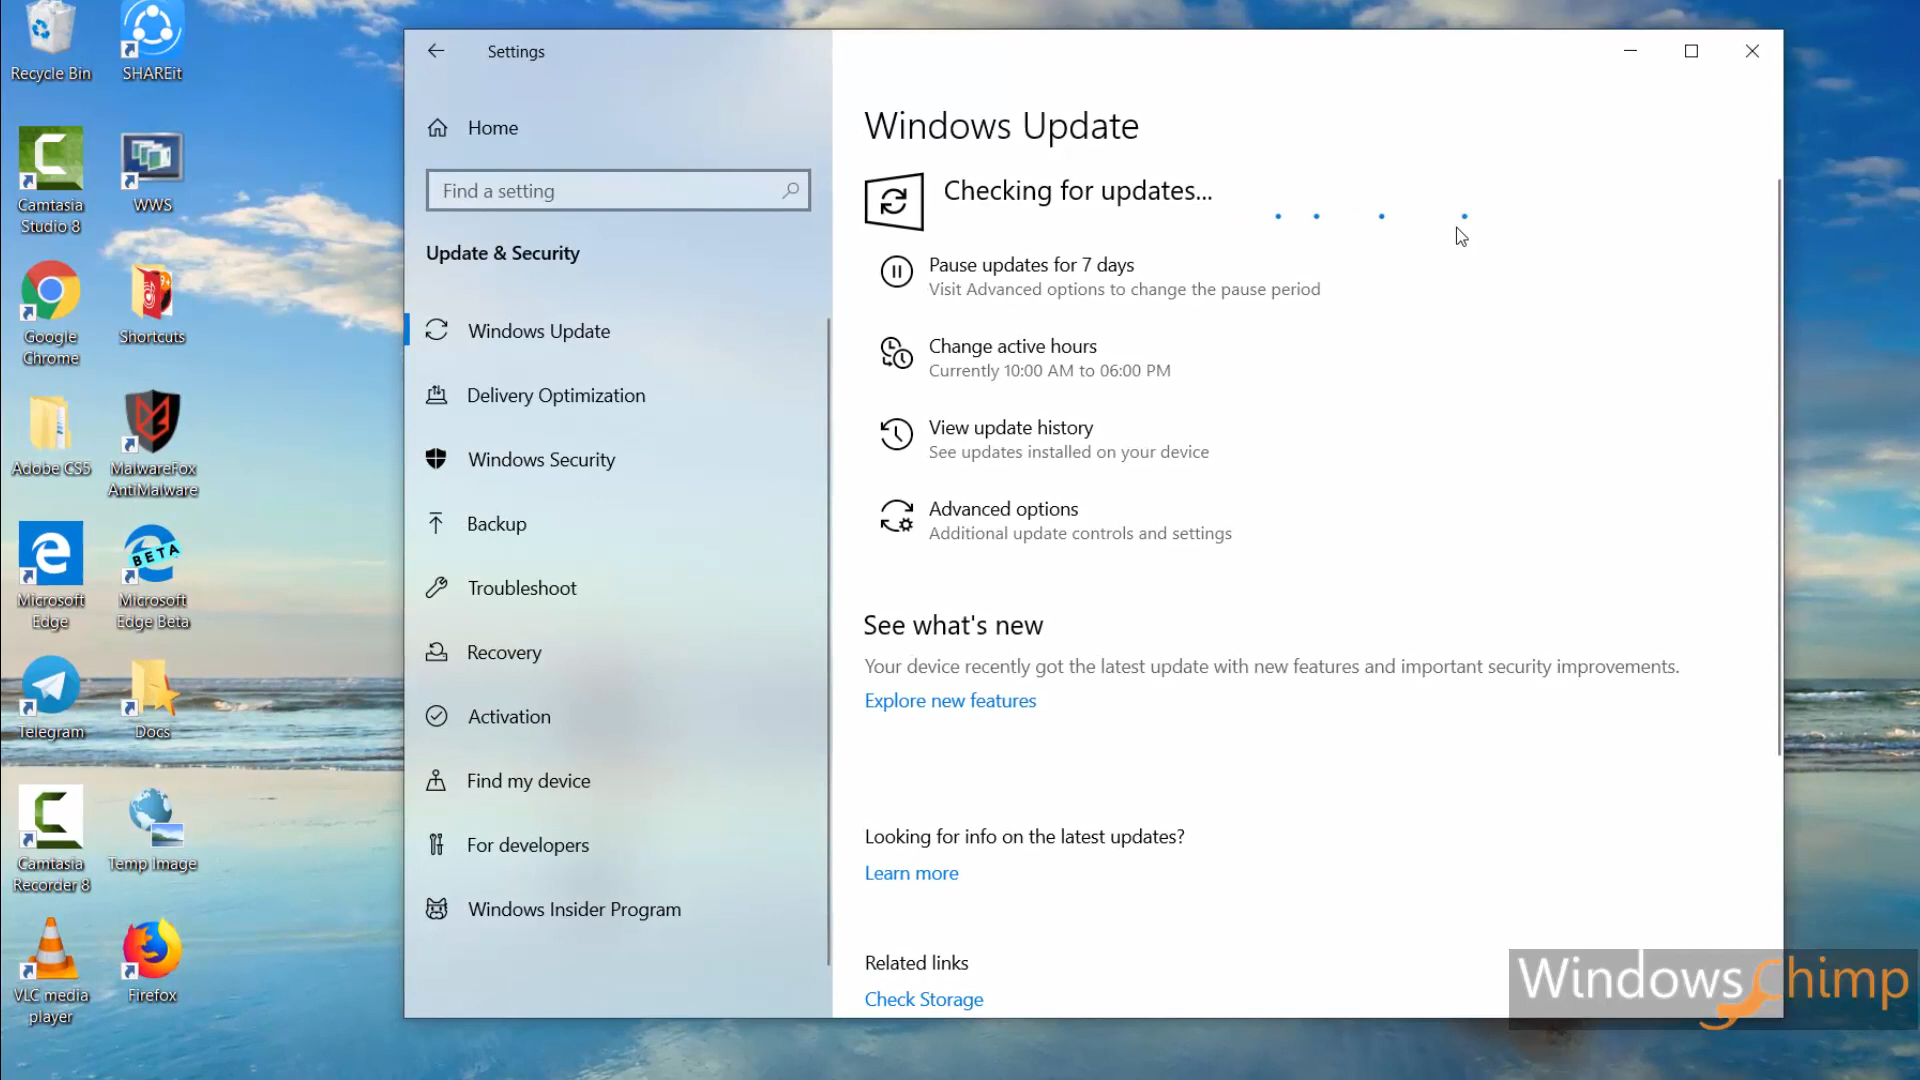 Recycle Bin
SHAREit
Camtasia
Studio 8
WWS
Google
Chrome
Shortcuts
Adobe CS5
MalwareFox
AntiMalware
Microsoft
Edge
BETA
Microsoft
Edge Beta
Telegram
Docs
Camtasia
Recorder 8
Temp Image
VLC media
player
Firefox
Settings
Home
Find a setting
Update & Security
Windows Update
Delivery Optimization
Windows Security
Backup
Troubleshoot
Recovery
Activation
Find my device
For developers
Windows Insider Program
Windows Update
Checking for updates...
Pause updates for 7 days
Visit Advanced options to change the pause period
Change active hours
Currently 10:00 AM to 06:00 PM
View update history
See updates installed on your device
Advanced options
Additional update controls and settings
See what's new
Your device recently got the latest update with new features and important security improvements.
Explore new features
Looking for info on the latest updates?
Learn more
Related links
Check Storage
WindowsChimp